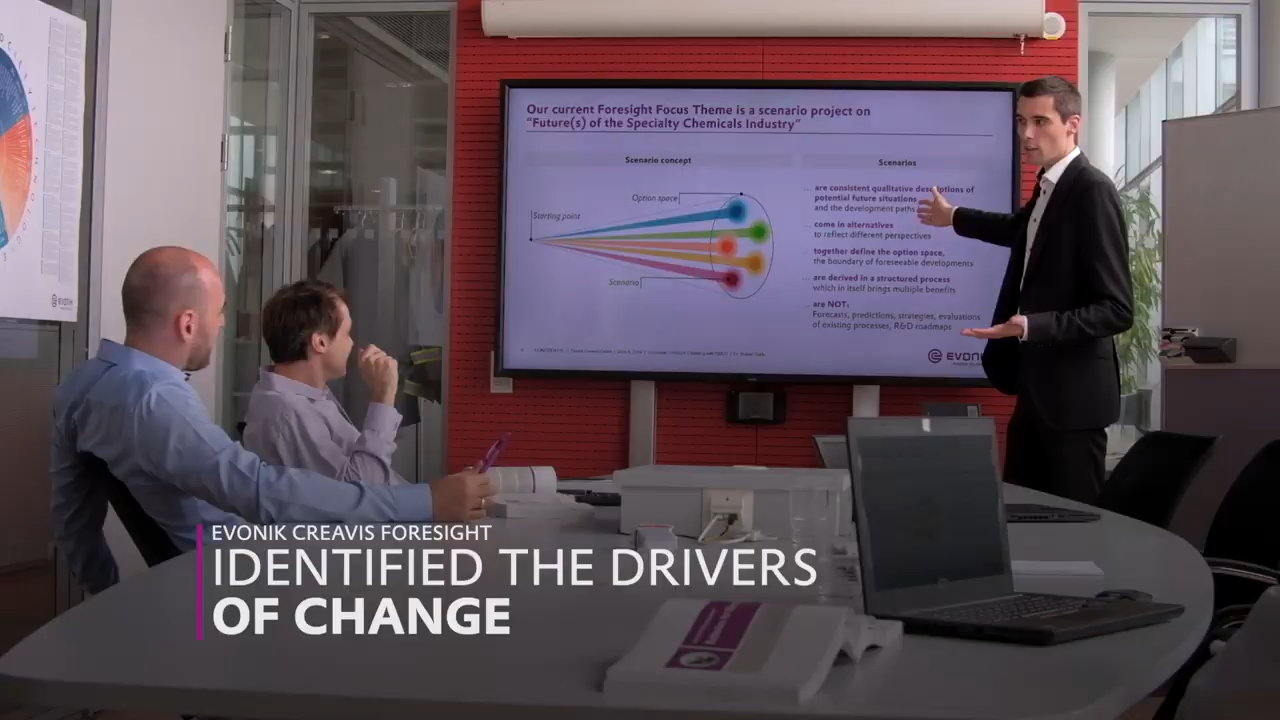 Our current Foresight Focus Theme is a scenario project on
"Future(s) of the Specialty Chemicals Industry"
Scenario concept
Option space
Starting point
Scenario
Scenarios
... are consistent qualitative descriptions of
potential future situations
and the development paths
... come in alternatives
to reflect different perspectives
... together define the option space,
the boundary of foreseeable developments
... are derived in a structured process
which in itself brings multiple benefits
... are NOT:
Forecasts, predictions, strategies, evaluations
of existing processes, R&D roadmaps
EVONIK
evonik
EVONIK CREAVIS FORESIGHT
IDENTIFIED THE DRIVERS
OF CHANGE